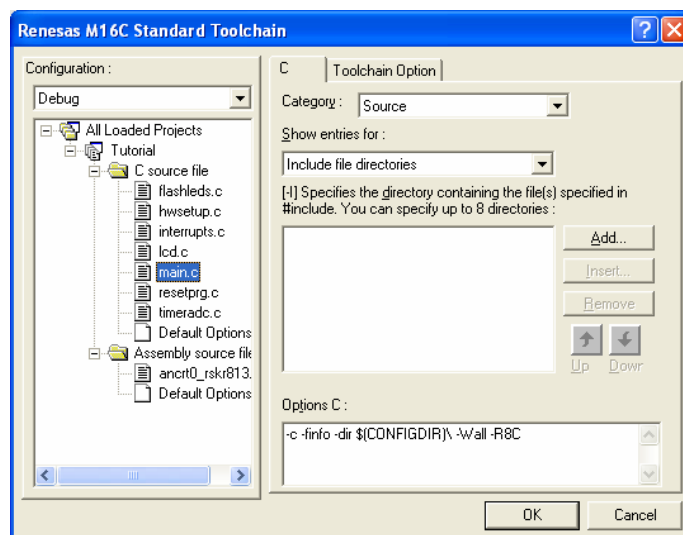 Renesas M16C Standard Toolchain
Configuration :
Debug
All Loaded Projects
Tutorial
C source file
flashleds.c
hwsetup.c
interrupts.c
lcd.c
main.c
resetprg.c
timeradc.c
Default Options
Assembly source file
ancrt0_rskr813.
Default Options
C
Toolchain Option
Category :
Source
Show entries for :
Include file directories
[-I] Specifies the directory containing the file(s) specified in
#include. You can specify up to 8 directories :
Add...
Insert...
Remove
Up
Down
Options C :
-c -finfo -dir $(CONFIGDIR)\ -Wall -R8C
OK
Cancel